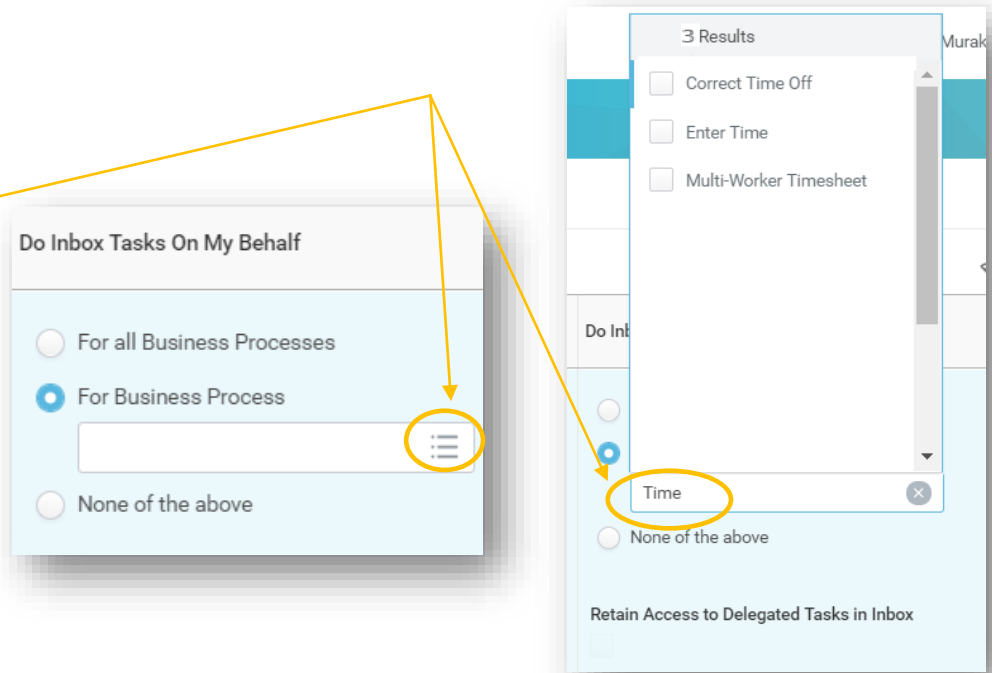 Do Inbox Tasks On My Behalf
For all Business Processes
For Business Process
None of the above
3 Results
Murak
Correct Time Off
Enter Time
Multi-Worker Timesheet
Do Inb
Time
None of the above
Retain Access to Delegated Tasks in Inbox